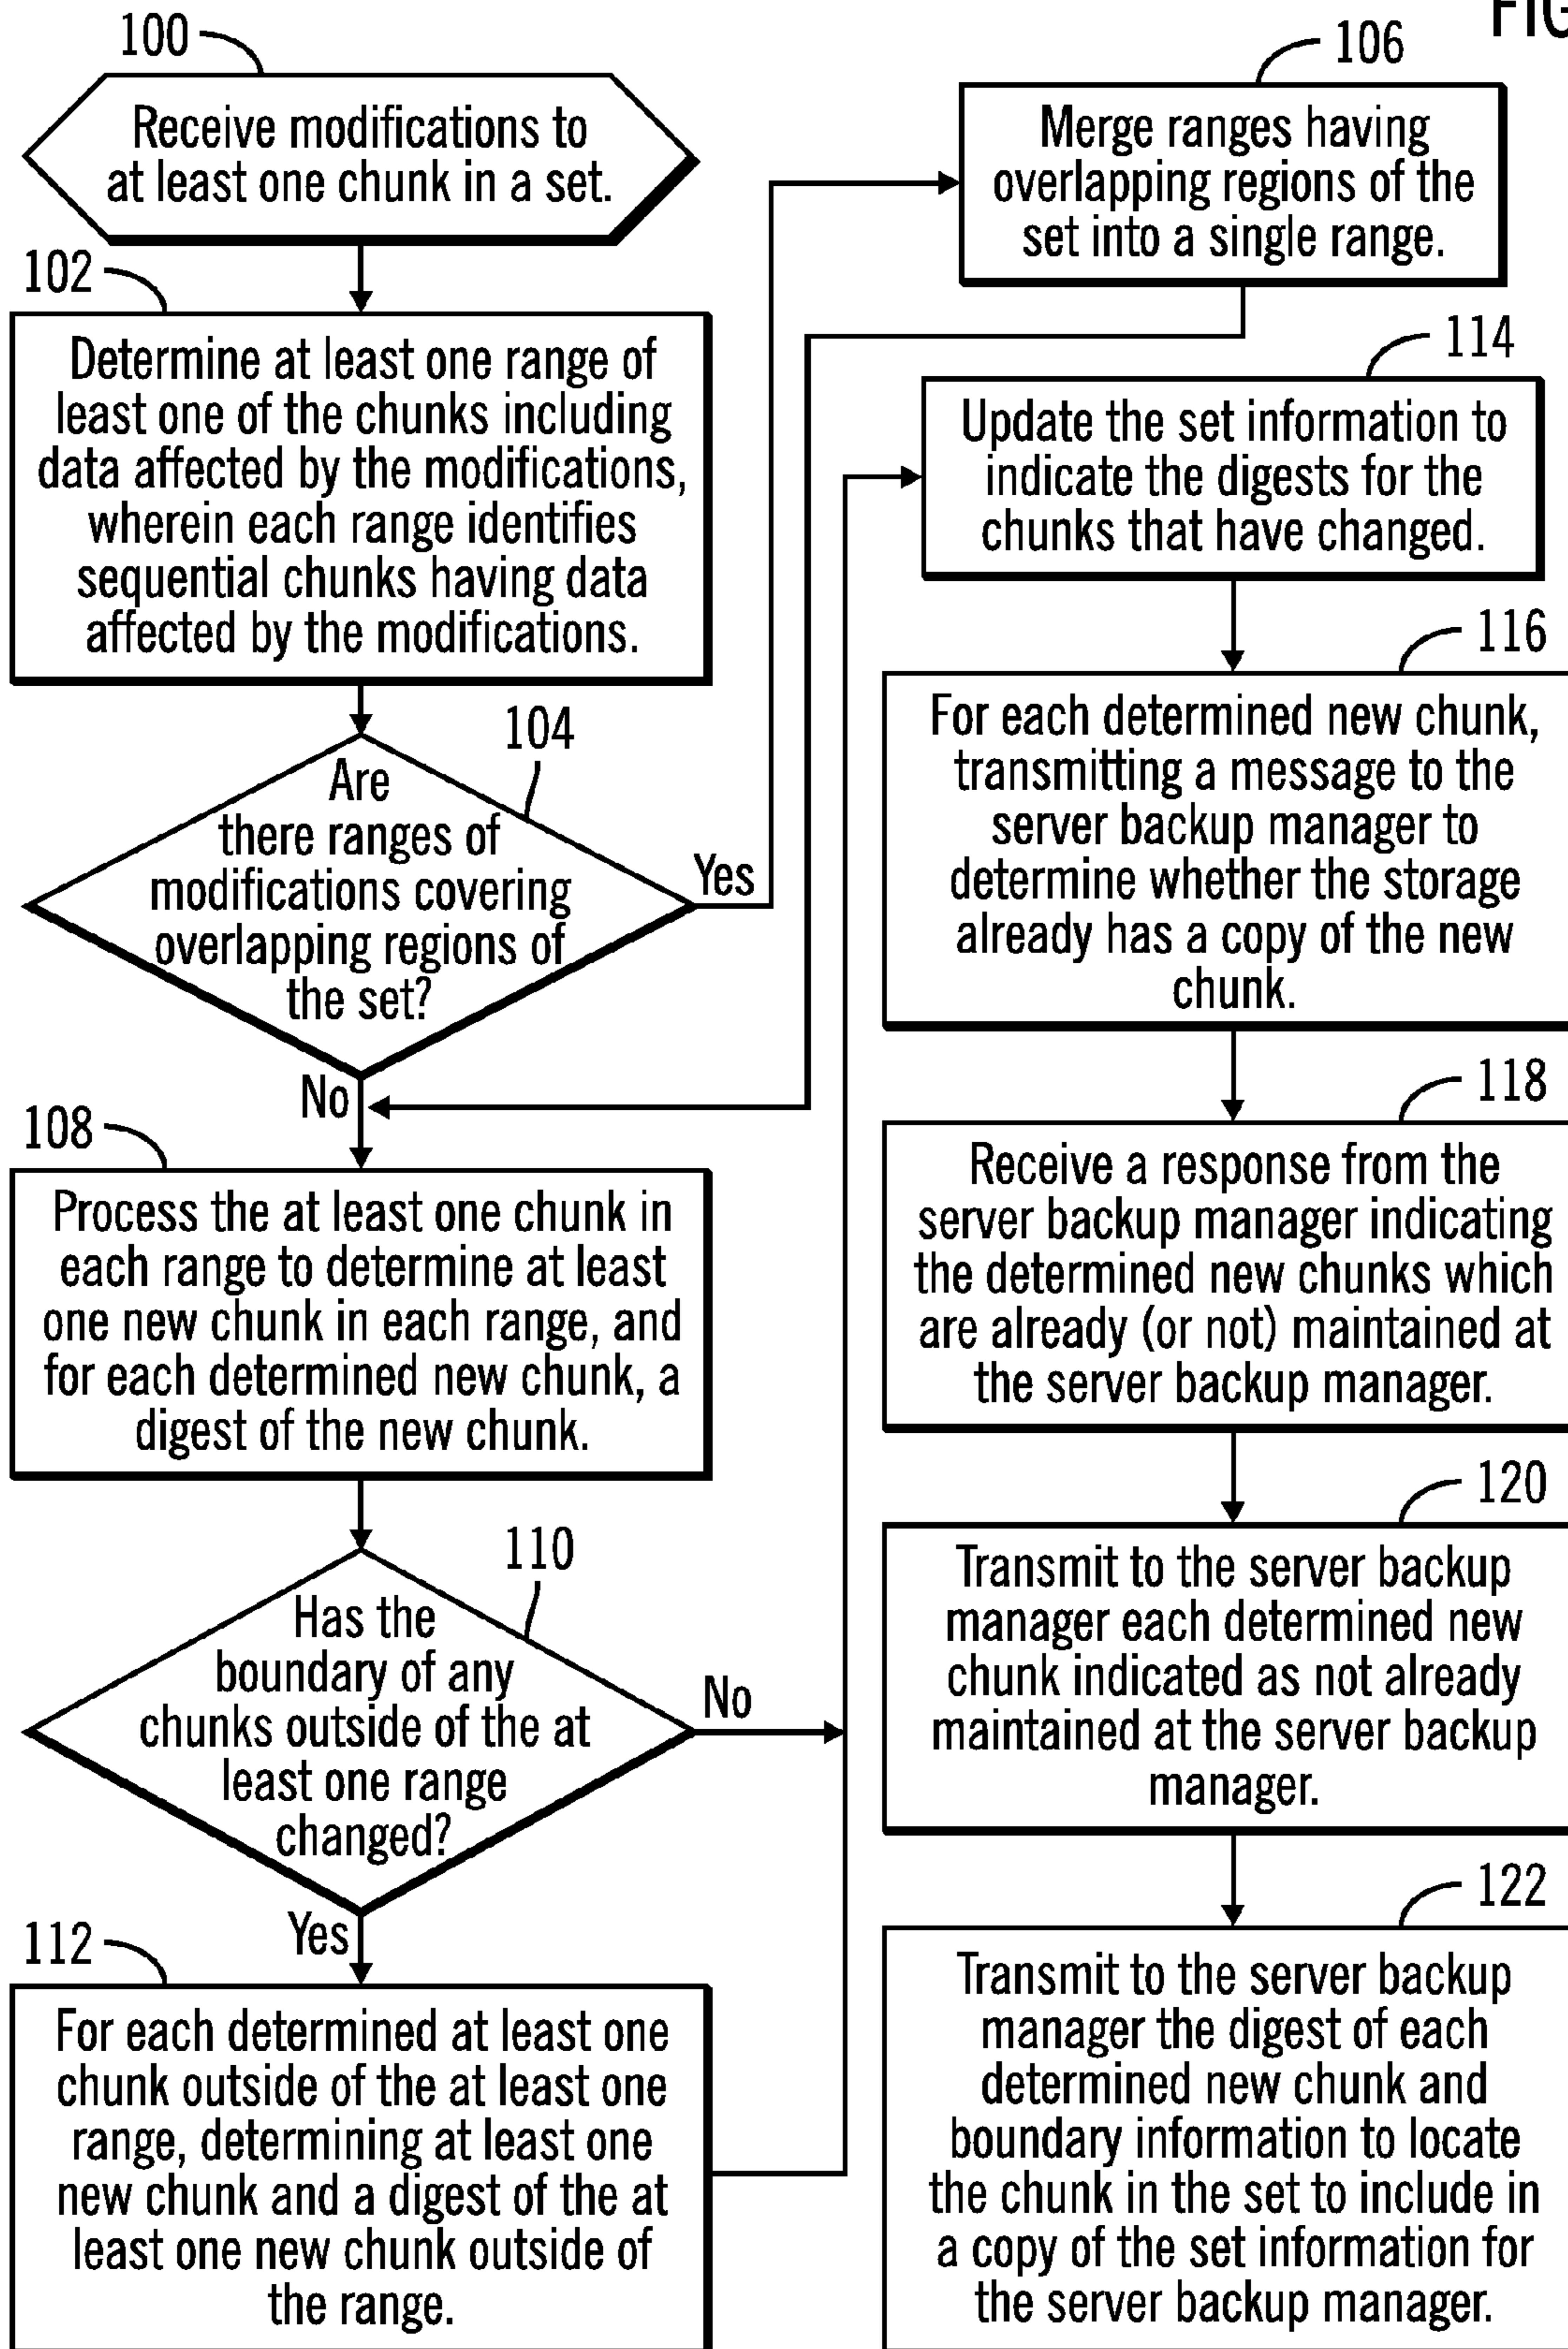 FIG
100
Receive modifications to
at least one chunk in a set.
102
Determine at least one range of
least one of the chunks including
data affected by the modifications,
wherein each range identifies
sequential chunks having data
affected by the modifications.
104
Are
there ranges of
modifications covering
overlapping regions of
the set?
Yes
No
106
Merge ranges having
overlapping regions of the
set into a single range.
108
Process the at least one chunk in
each range to determine at least
one new chunk in each range, and
for each determined new chunk, a
digest of the new chunk.
110
Has the
boundary of any
chunks outside of the at
least one range
changed?
No
Yes
112
For each determined at least one
chunk outside of the at least one
range, determining at least one
new chunk and a digest of the at
least one new chunk outside of
the range.
114
Update the set information to
indicate the digests for the
chunks that have changed.
116
For each determined new chunk,
transmitting a message to the
server backup manager to
determine whether the storage
already has a copy of the new
chunk.
118
Receive a response from the
server backup manager indicating
the determined new chunks which
are already (or not) maintained at
the server backup manager.
120
Transmit to the server backup
manager each determined new
chunk indicated as not already
maintained at the server backup
manager.
122
Transmit to the server backup
manager the digest of each
determined new chunk and
boundary information to locate
the chunk in the set to include in
a copy of the set information for
the server backup manager.